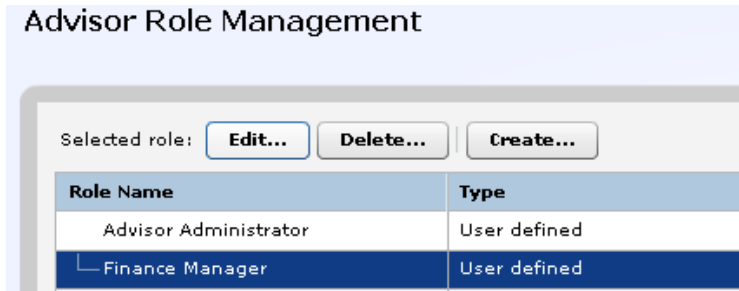 Advisor Role Management
Selected role: Edit... Delete... Create...
Role Name Type
Advisor Administrator User defined
Finance Manager User defined